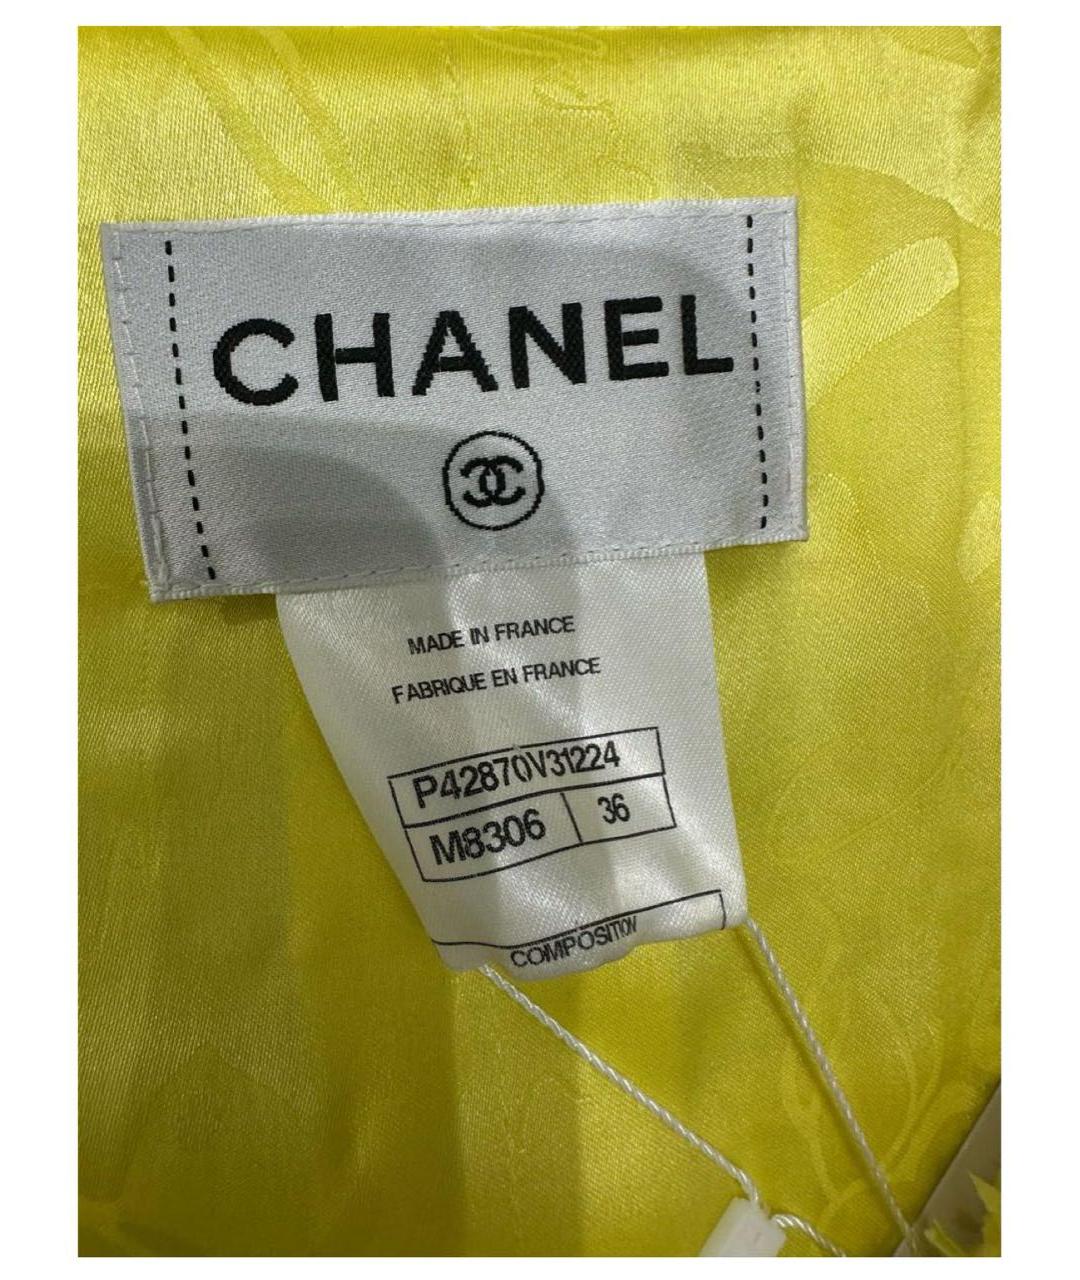 CHANEL
MADE IN FRANCE
FABRIQUE EN FRANCE
P42870V31224
M8306 36
COMPOSITION